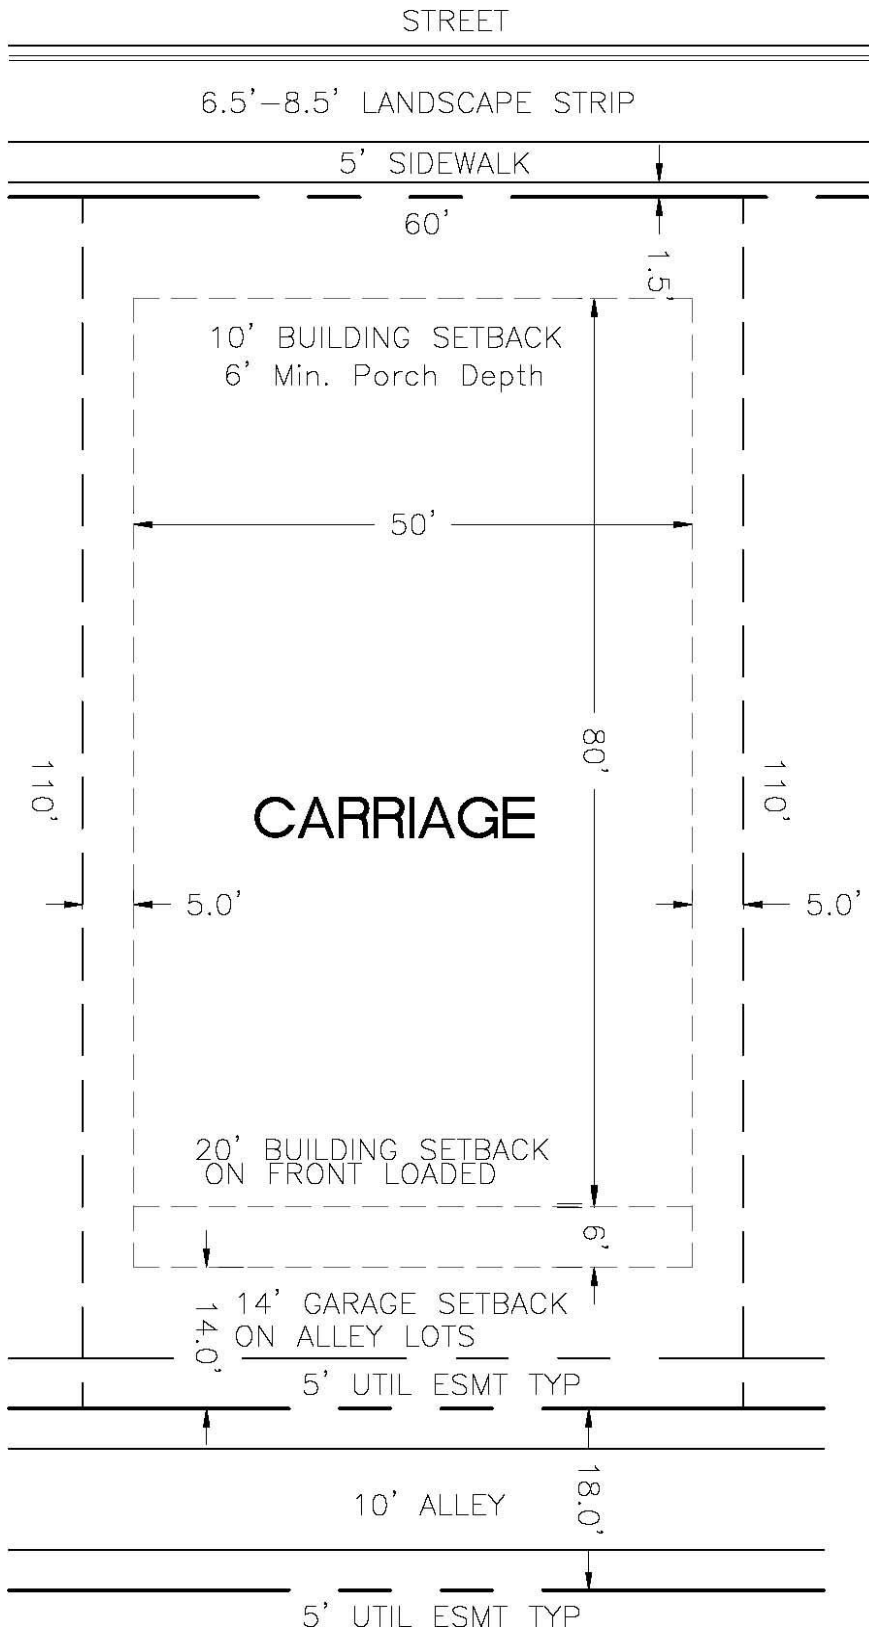 STREET
6.5'-8.5' LANDSCAPE STRIP
5' SIDEWALK
60'
1.5'
10' BUILDING SETBACK
6' Min. Porch Depth
50'
80'
110'
110'
CARRIAGE
5.0'
5.0'
20' BUILDING SETBACK
ON FRONT LOADED
6'
14' GARAGE SETBACK
ON ALLEY LOTS
14.0'
5' UTIL ESMT TYP
10' ALLEY
18.0'
5' UTIL ESMT TYP